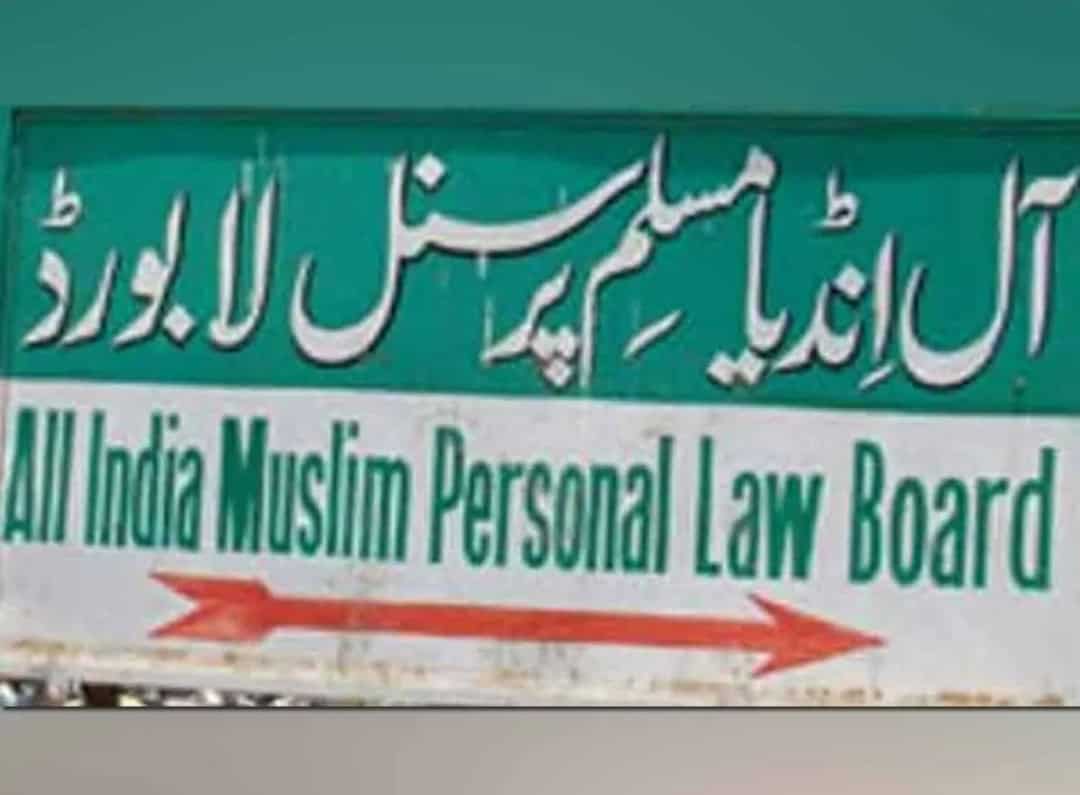 آل اِنڈیا مسلم پرسنل لا بورڈ
All India Muslim Personal Law Board